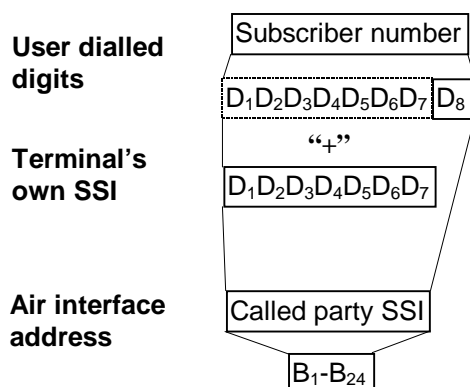 User dialled
digits
Subscriber number
D₁D₂D₃D₄D₅D₆D₇ D₈
“+”
Terminal's
own SSI
D₁D₂D₃D₄D₅D₆D₇
Air interface
address
Called party SSI
B₁-B₂₄